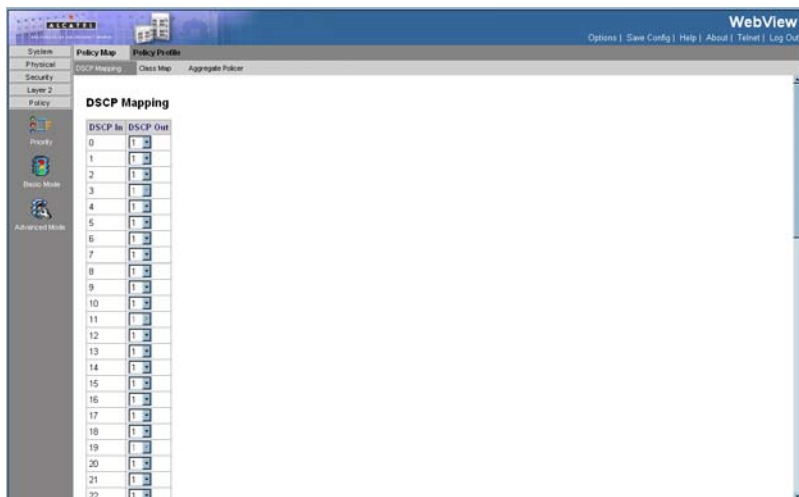 ALCATEL
WebView
Options | Save Config | Help | About | Telnet | Log Out
System
Physical
Security
Layer 2
Policy
Priority
Basic Mode
Advanced Mode
Policy Map Policy Profile
DSCP Mapping Class Map Aggregate Policer
DSCP Mapping
DSCP In DSCP Out
0 1
1 1
2 1
3 1
4 1
5 1
6 1
7 1
8 1
9 1
10 1
11 1
12 1
13 1
14 1
15 1
16 1
17 1
18 1
19 1
20 1
21 1
22 1